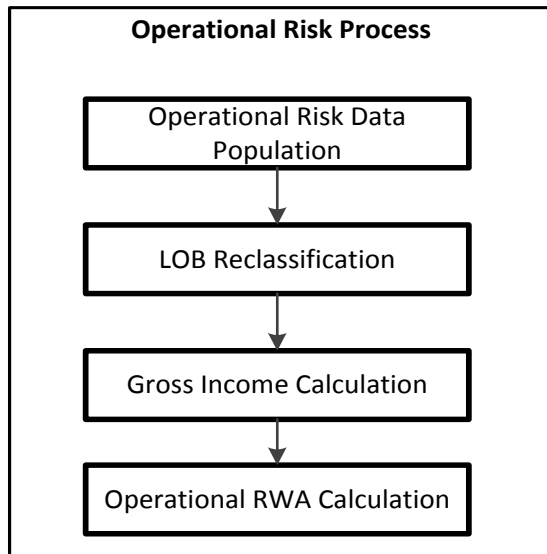 Operational Risk Process
Operational Risk Data
Population
LOB Reclassification
Gross Income Calculation
Operational RWA Calculation